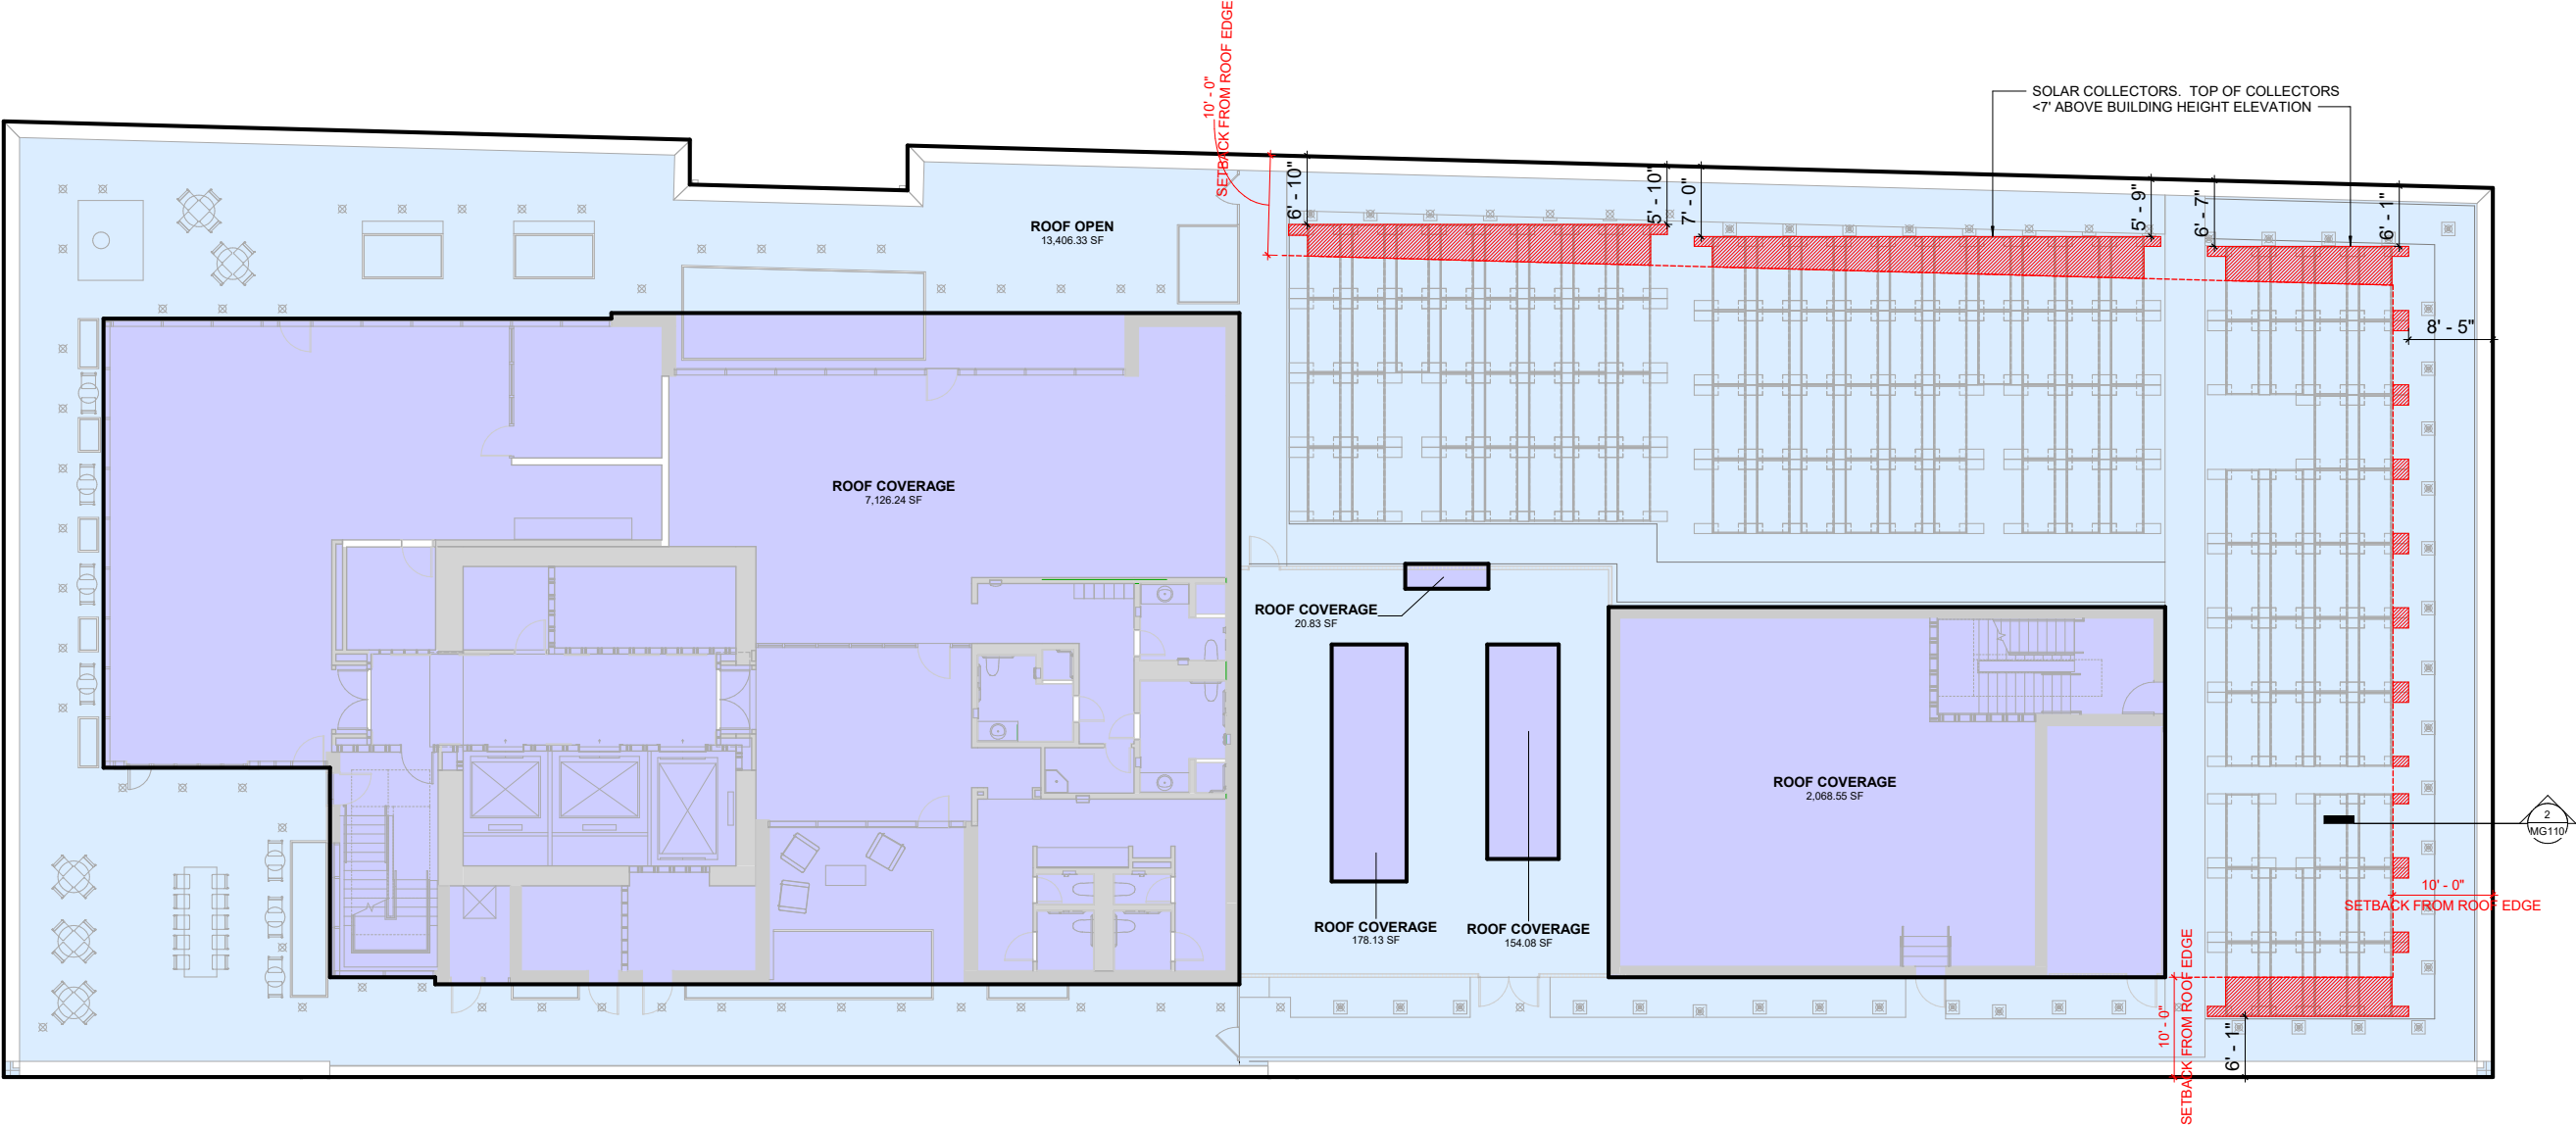 10' - 0"
SETBACK FROM ROOF EDGE
SOLAR COLLECTORS.  TOP OF COLLECTORS
<7' ABOVE BUILDING HEIGHT ELEVATION
6' - 10"
5' - 10"
7' - 0"
5' - 9"
6' - 7"
6' - 1"
ROOF OPEN
13,406.33 SF
8' - 5"
ROOF COVERAGE
7,126.24 SF
ROOF COVERAGE
20.83 SF
ROOF COVERAGE
2,068.55 SF
2
MG110
10' - 0"
SETBACK FROM ROOF EDGE
ROOF COVERAGE
178.13 SF
ROOF COVERAGE
154.08 SF
10' - 0"
SETBACK FROM ROOF EDGE
6' - 1"